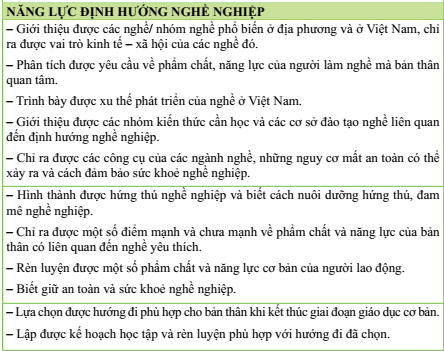 NĂNG LỰC ĐỊNH HƯỚNG NGHỀ NGHIỆP
– Giới thiệu được các nghề/ nhóm nghề phổ biến ở địa phương và ở Việt Nam, chỉ
ra được vai trò kinh tế – xã hội của các nghề đó.
– Phân tích được yêu cầu về phẩm chất, năng lực của người làm nghề mà bản thân
quan tâm.
– Trình bày được xu thế phát triển của nghề ở Việt Nam.
– Giới thiệu được các nhóm kiến thức cần học và các cơ sở đào tạo nghề liên quan
đến định hướng nghề nghiệp.
– Chỉ ra được các công cụ của các ngành nghề, những nguy cơ mất an toàn có thể
xảy ra và cách đảm bảo sức khoẻ nghề nghiệp.
– Hình thành được hứng thú nghề nghiệp và biết cách nuôi dưỡng hứng thú, đam
mê nghề nghiệp.
– Chỉ ra được một số điểm mạnh và chưa mạnh về phẩm chất và năng lực của bản
thân có liên quan đến nghề yêu thích.
– Rèn luyện được một số phẩm chất và năng lực cơ bản của người lao động.
– Biết giữ an toàn và sức khoẻ nghề nghiệp.
– Lựa chọn được hướng đi phù hợp cho bản thân khi kết thúc giai đoạn giáo dục cơ bản.
– Lập được kế hoạch học tập và rèn luyện phù hợp với hướng đi đã chọn.